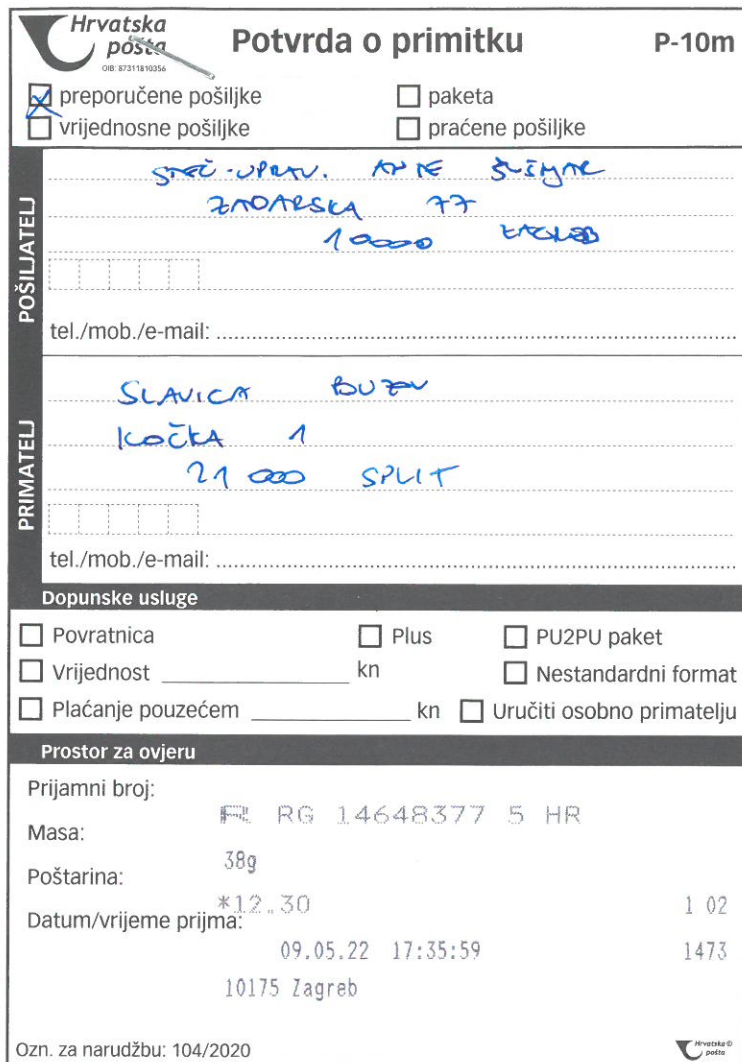 Hrvatska
pošta
OIB: 87311810356
Potvrda o primitku
P-10m
preporučene pošiljke
paketa
vrijednosne pošiljke
praćene pošiljke
POŠILJATELJ
STEČ-UPRAV. ANTE
ZADARSKA 77
10000 ZAGREB
tel./mob./e-mail:
PRIMATELJ
SLAVICA BUZOV
KOČKA 1
21 000 SPLIT
tel./mob./e-mail:
Dopunske usluge
Povratnica
Plus
PU2PU paket
Vrijednost kn
Nestandardni format
Plaćanje pouzećem kn
Uručiti osobno primatelju
Prostor za ovjeru
Prijamni broj:
R RG 14648377 5 HR
Masa:
38g
Poštarina:
*12.30 1 02
Datum/vrijeme prijma:
09.05.22 17:35:59 1473
10175 Zagreb
Ozn. za narudžbu: 104/2020
Hrvatska
pošta